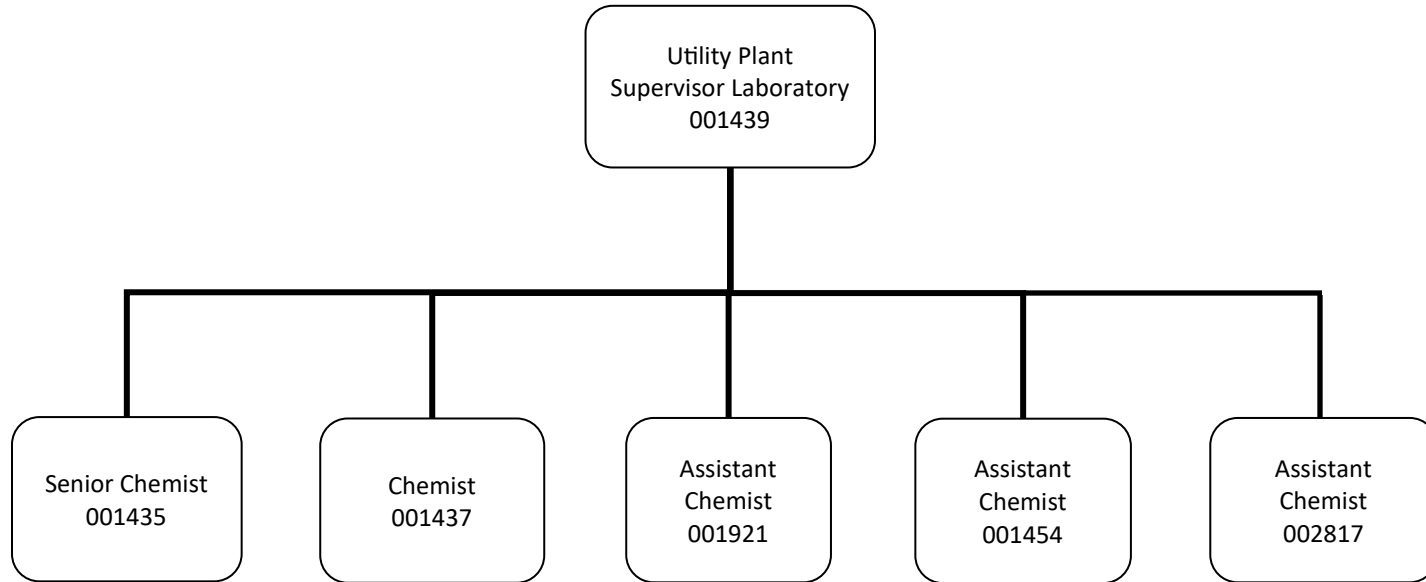 Utility Plant
Supervisor Laboratory
001439
Senior Chemist
001435
Chemist
001437
Assistant
Chemist
001921
Assistant
Chemist
001454
Assistant
Chemist
002817